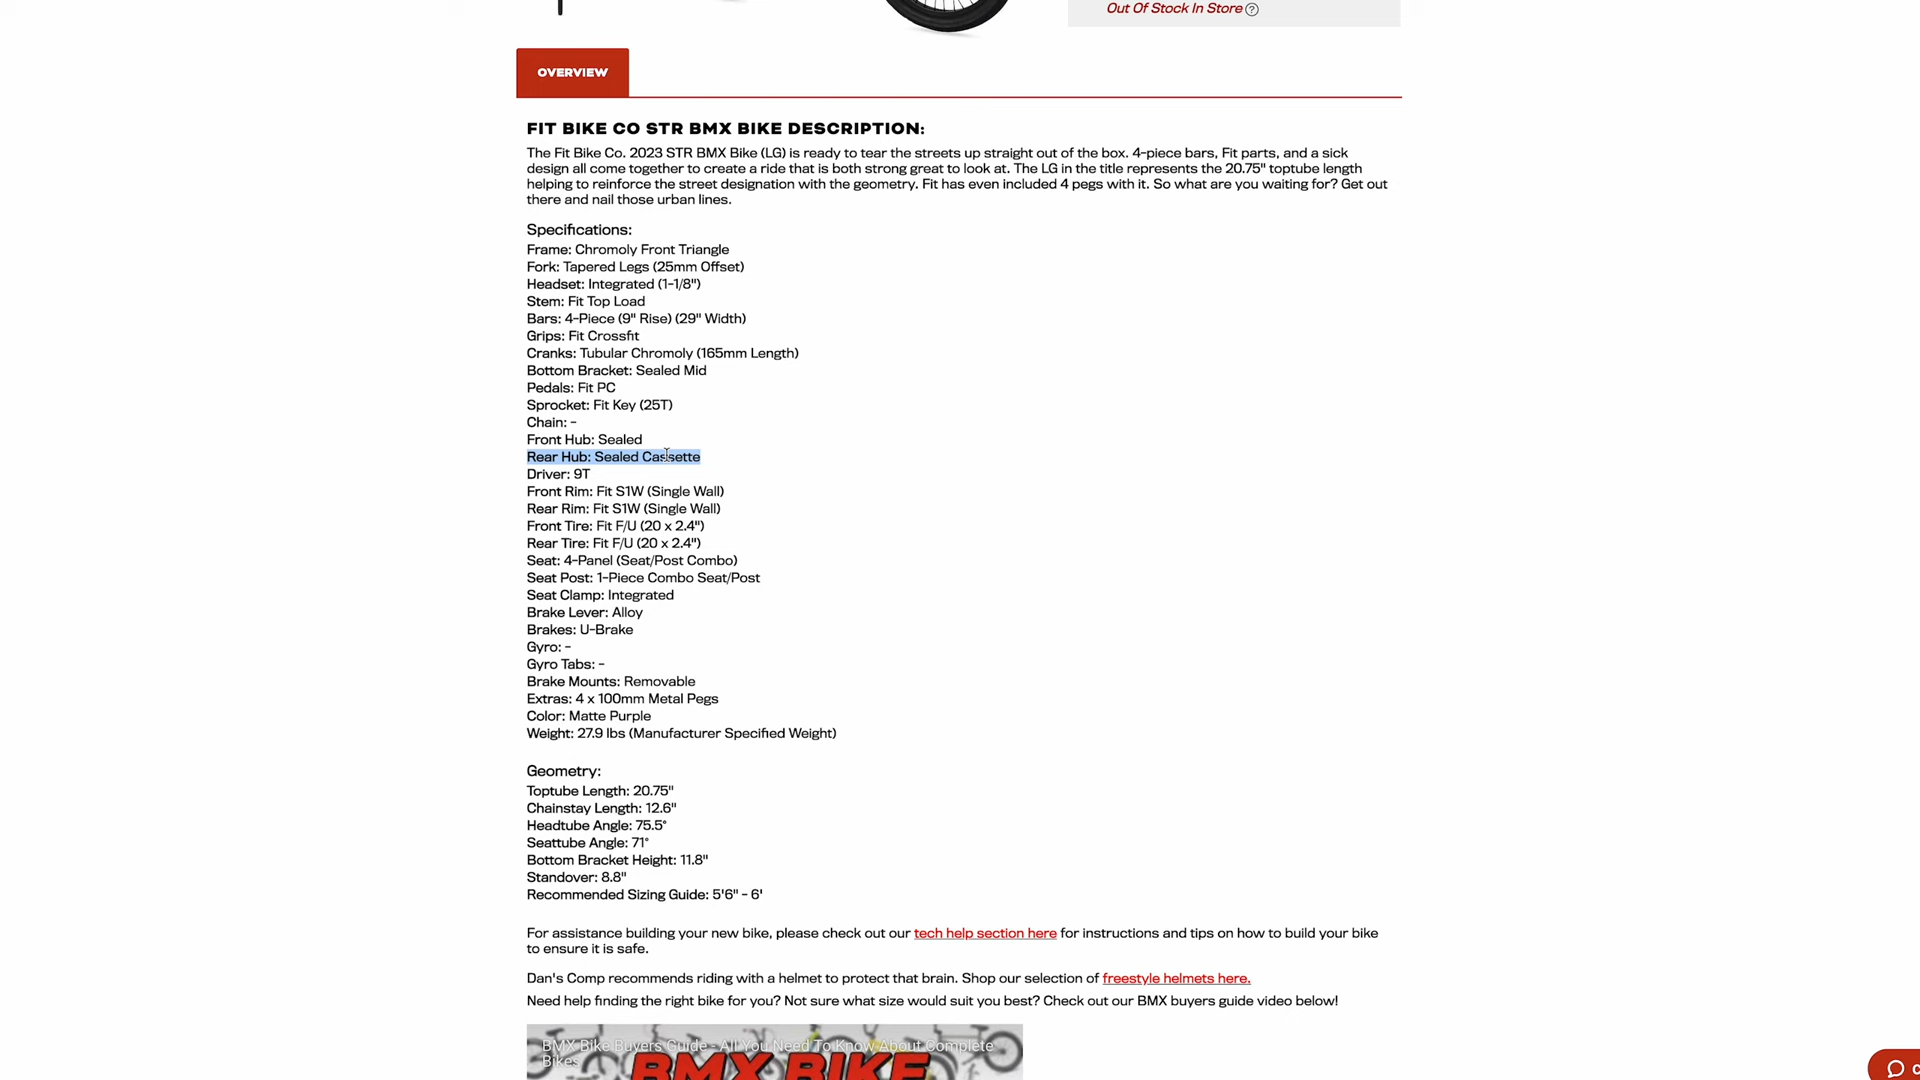 Out Of Stock In Store
OVERVIEW
FIT BIKE CO STR BMX BIKE DESCRIPTION:
The Fit Bike Co. 2023 STR BMX Bike (LG) is ready to tear the streets up straight out of the box. 4-piece bars, Fit parts, and a sick
design all come together to create a ride that is both strong great to look at. The LG in the title represents the 20.75" toptube length
helping to reinforce the street designation with the geometry. Fit has even included 4 pegs with it. So what are you waiting for? Get out
there and nail those urban lines.
Specifications:
Frame: Chromoly Front Triangle
Fork: Tapered Legs (25mm Offset)
Headset: Integrated (1-1/8")
Stem: Fit Top Load
Bars: 4-Piece (9" Rise) (29" Width)
Grips: Fit Crossfit
Cranks: Tubular Chromoly (165mm Length)
Bottom Bracket: Sealed Mid
Pedals: Fit PC
Sprocket: Fit Key (25T)
Chain: -
Front Hub: Sealed
Rear Hub: Sealed Cassette
Driver: 9T
Front Rim: Fit S1W (Single Wall)
Rear Rim: Fit S1W (Single Wall)
Front Tire: Fit F/U (20 x 2.4")
Rear Tire: Fit F/U (20 x 2.4")
Seat: 4-Panel (Seat/Post Combo)
Seat Post: 1-Piece Combo Seat/Post
Seat Clamp: Integrated
Brake Lever: Alloy
Brakes: U-Brake
Gyro: -
Gyro Tabs: -
Brake Mounts: Removable
Extras: 4 x 100mm Metal Pegs
Color: Matte Purple
Weight: 27.9 lbs (Manufacturer Specified Weight)
Geometry:
Toptube Length: 20.75"
Chainstay Length: 12.6"
Headtube Angle: 75.5°
Seattube Angle: 71°
Bottom Bracket Height: 11.8"
Standover: 8.8"
Recommended Sizing Guide: 5'6" - 6'
For assistance building your new bike, please check out our tech help section here for instructions and tips on how to build your bike
to ensure it is safe.
Dan's Comp recommends riding with a helmet to protect that brain. Shop our selection of freestyle helmets here.
Need help finding the right bike for you? Not sure what size would suit you best? Check out our BMX buyers guide video below!
BMX Bike Buyers Guide - All You Need To Know About Complete
Bikes
BMX BIKE